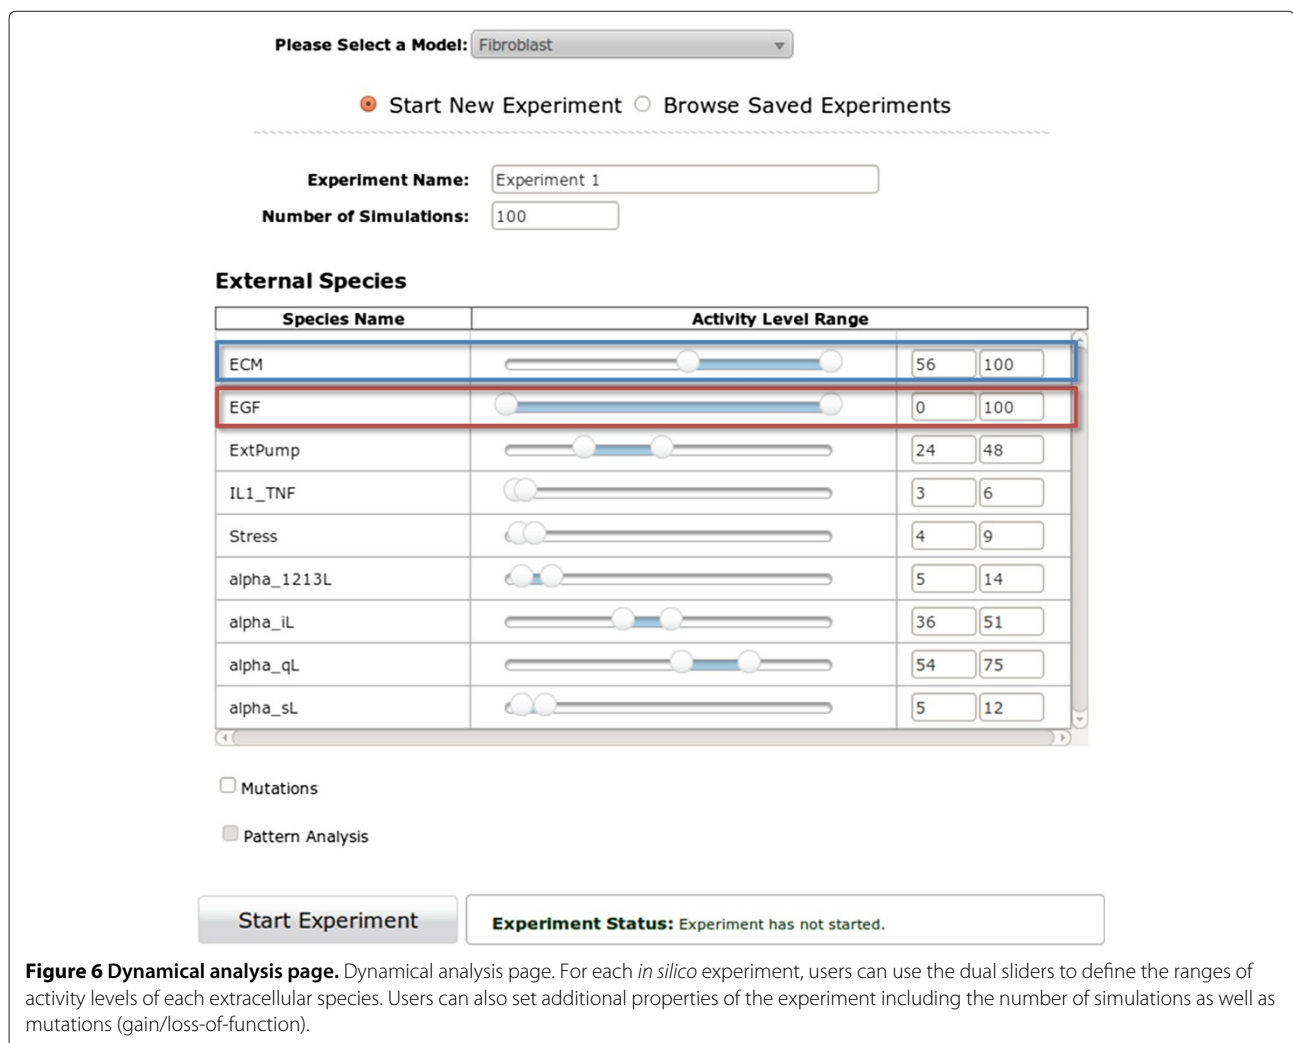 Please Select a Model: Fibroblast
Start New Experiment Browse Saved Experiments
Experiment Name: Experiment 1
Number of Simulations: 100
External Species
Species Name Activity Level Range
ECM 56 100
EGF 0 100
ExtPump 24 48
IL1_TNF 3 6
Stress 4 9
alpha_1213L 5 14
alpha_iL 36 51
alpha_qL 54 75
alpha_sL 5 12
Mutations
Pattern Analysis
Start Experiment Experiment Status: Experiment has not started.
Figure 6 Dynamical analysis page. Dynamical analysis page. For each in silico experiment, users can use the dual sliders to define the ranges of
activity levels of each extracellular species. Users can also set additional properties of the experiment including the number of simulations as well as
mutations (gain/loss-of-function).